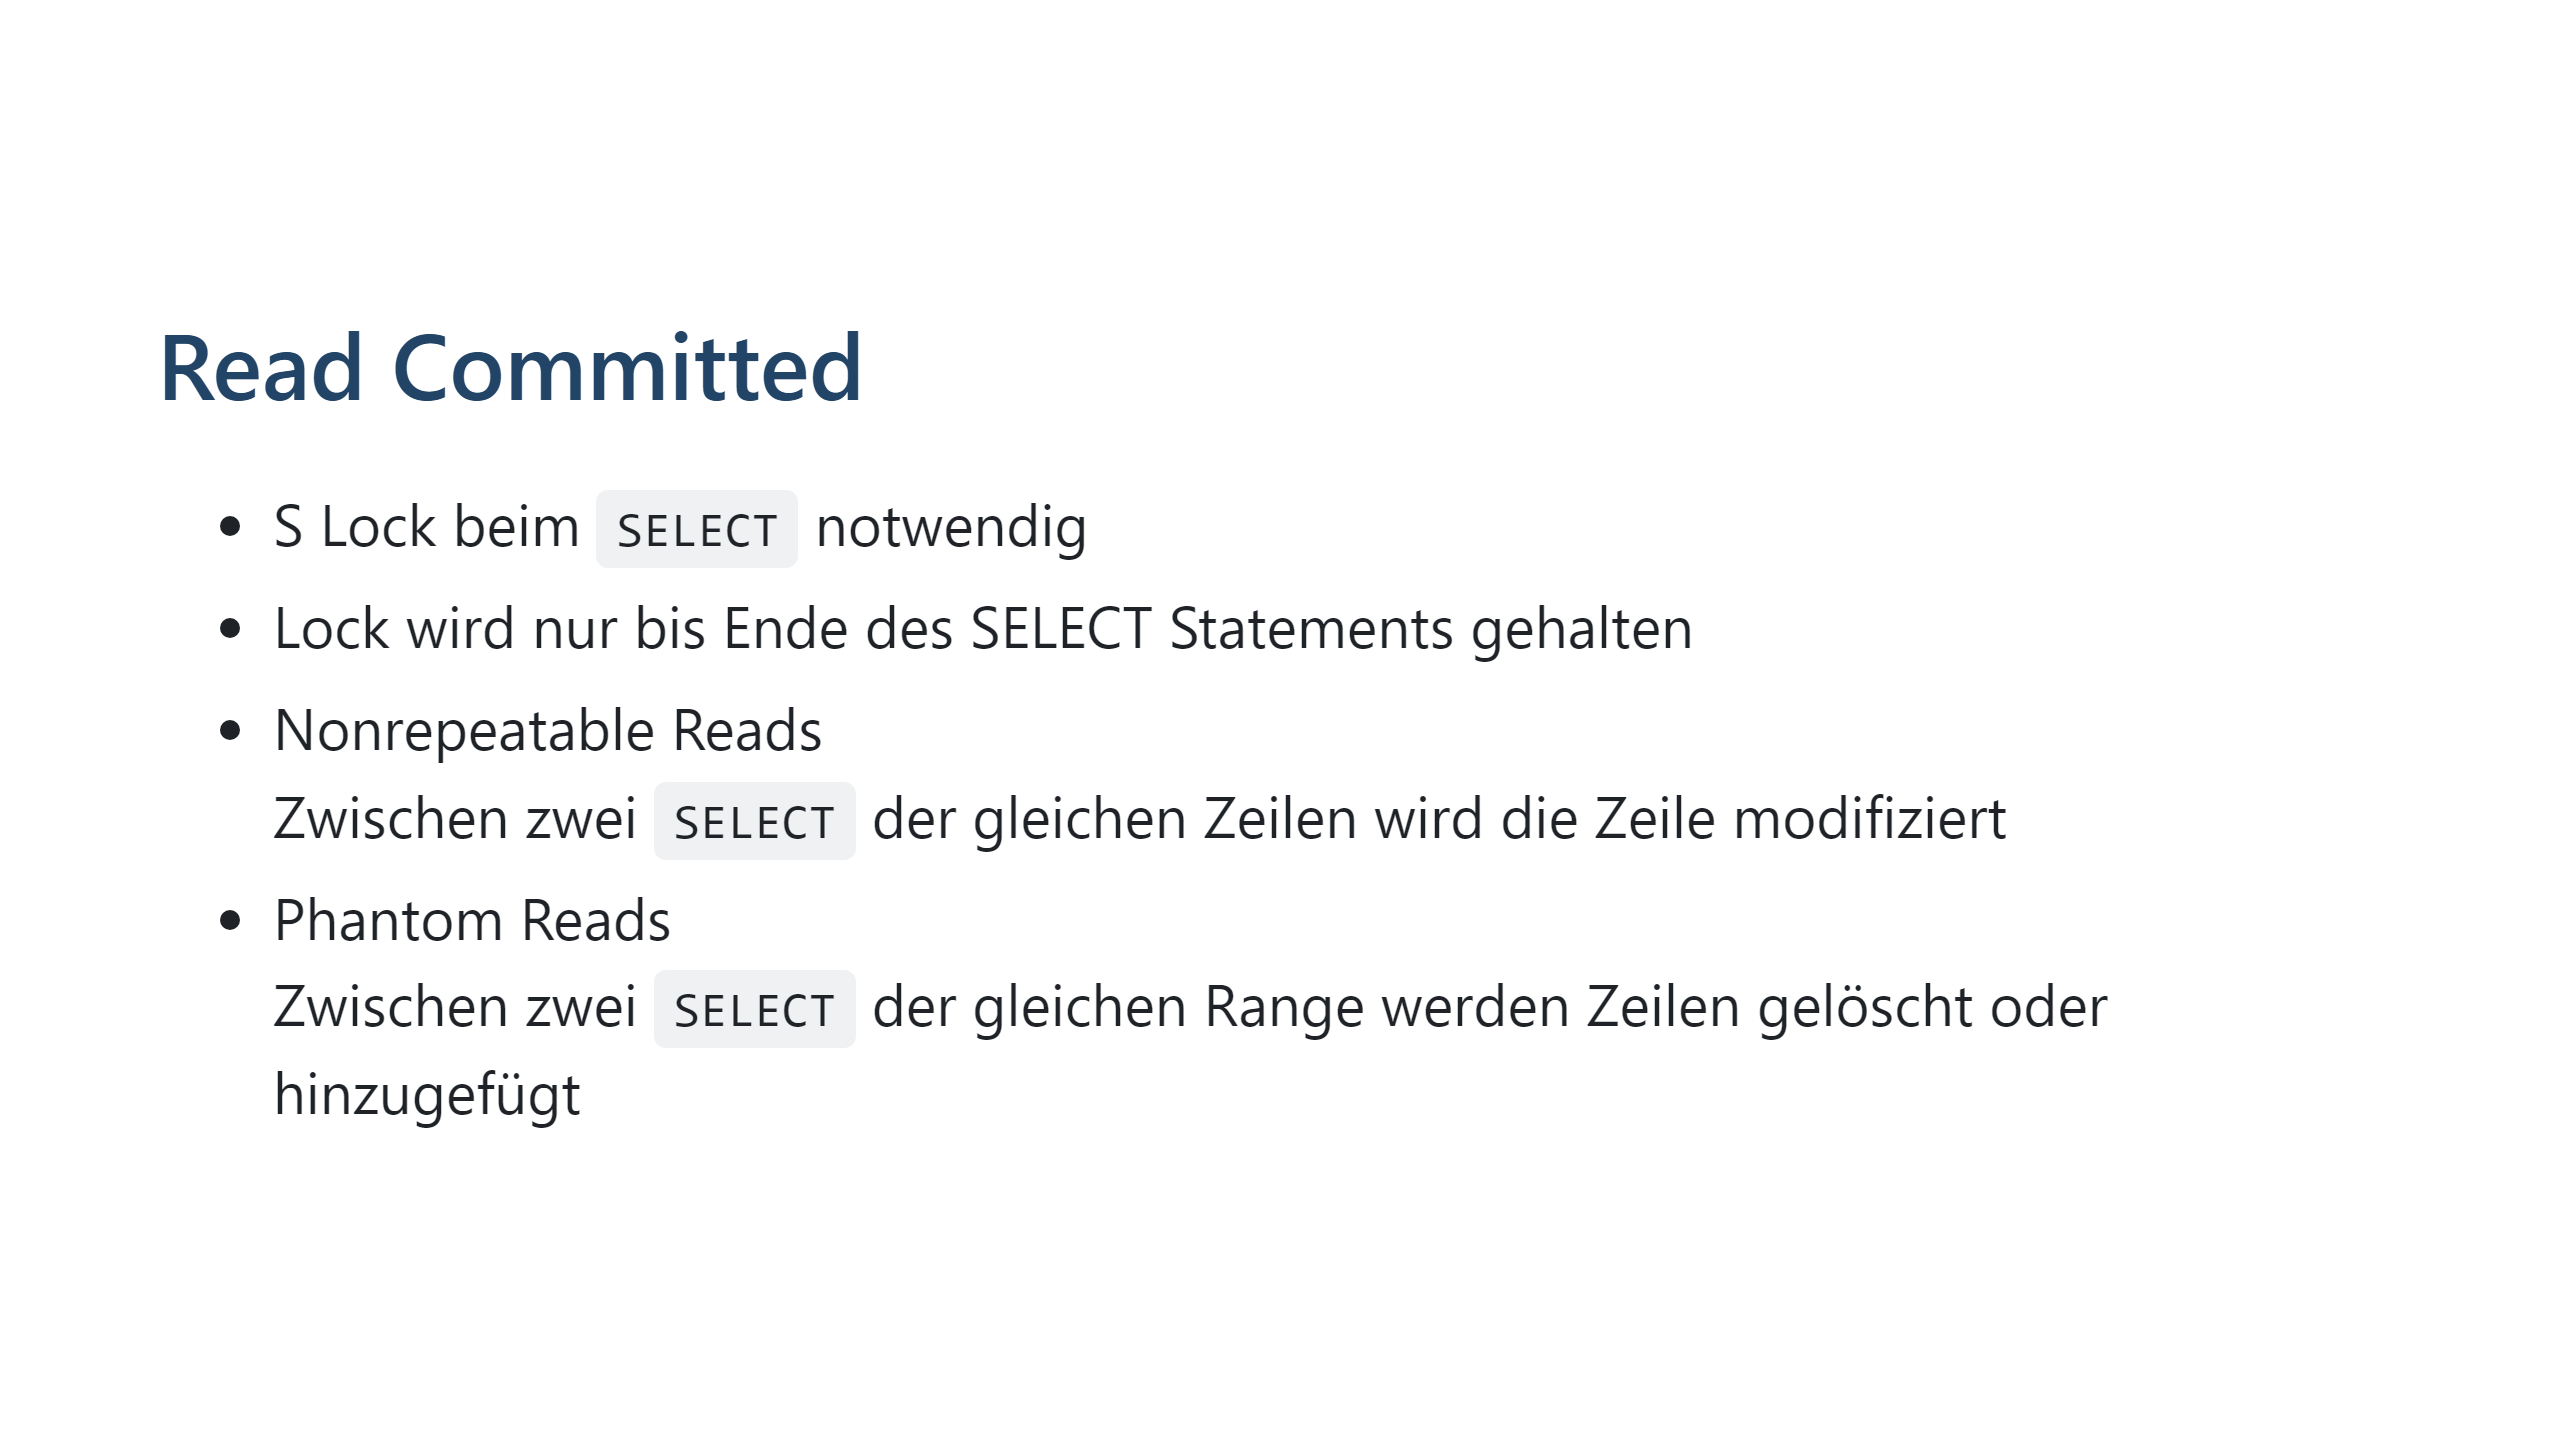 Read Committed
S Lock beim SELECT notwendig
Lock wird nur bis Ende des SELECT Statements gehalten
Nonrepeatable Reads
Zwischen zwei SELECT der gleichen Zeilen wird die Zeile modifiziert
Phantom Reads
Zwischen zwei SELECT der gleichen Range werden Zeilen gelöscht oder
hinzugefügt